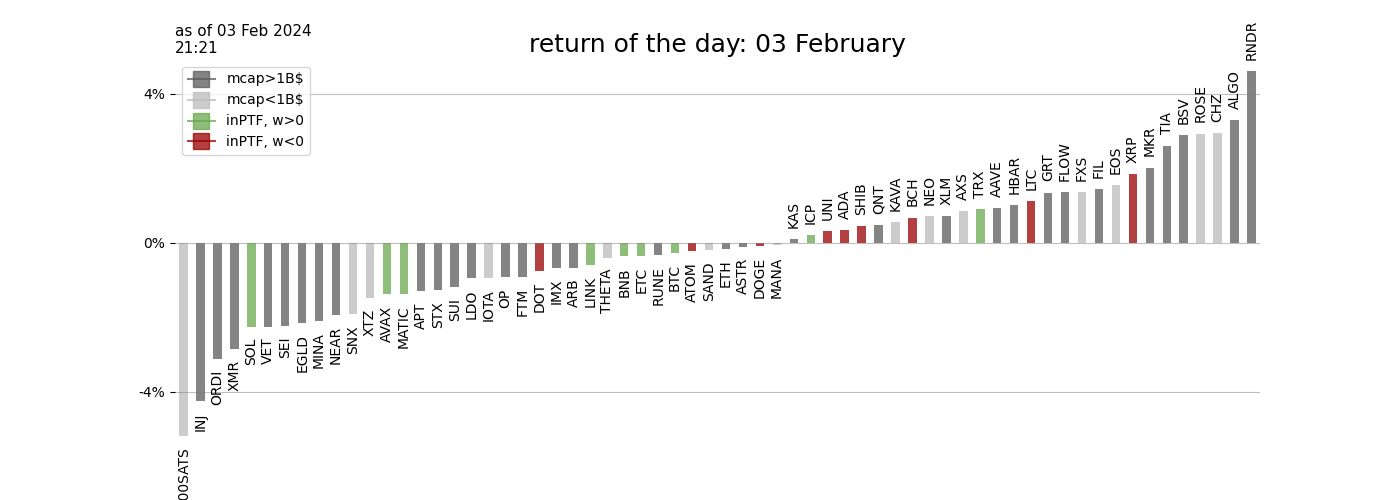 as of 03 Feb 2024
21:21
return of the day: 03 February
mcap>1B$
mcap<1B$
inPTF, w>0
inPTF, w<0
4%
0%
-4%
00SATS
INJ
ORDI
XMR
SOL
VET
SEI
EGLD
MINA
NEAR
SNX
XTZ
AVAX
MATIC
APT
STX
SUI
LDO
IOTA
OP
FTM
DOT
IMX
ARB
LINK
THETA
BNB
ETC
RUNE
BTC
ATOM
SAND
ETH
ASTR
DOGE
MANA
KAS
ICP
UNI
ADA
SHIB
QNT
KAVA
BCH
NEO
XLM
AXS
TRX
AAVE
HBAR
LTC
GRT
FLOW
FXS
FIL
EOS
XRP
MKR
TIA
BSV
ROSE
CHZ
ALGO
RNDR